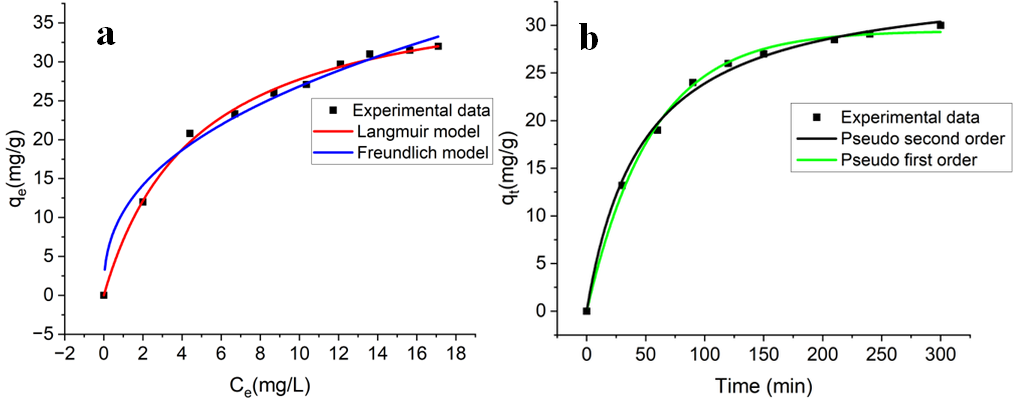 a
35
30
25
20
15
10
5
0
−5
−2 0 2 4 6 8 10 12 14 16 18
qe(mg/g)
Ce(mg/L)
Experimental data
Langmuir model
Freundlich model
b
30
25
20
15
10
5
0
0 50 100 150 200 250 300
qt(mg/g)
Time (min)
Experimental data
Pseudo second order
Pseudo first order